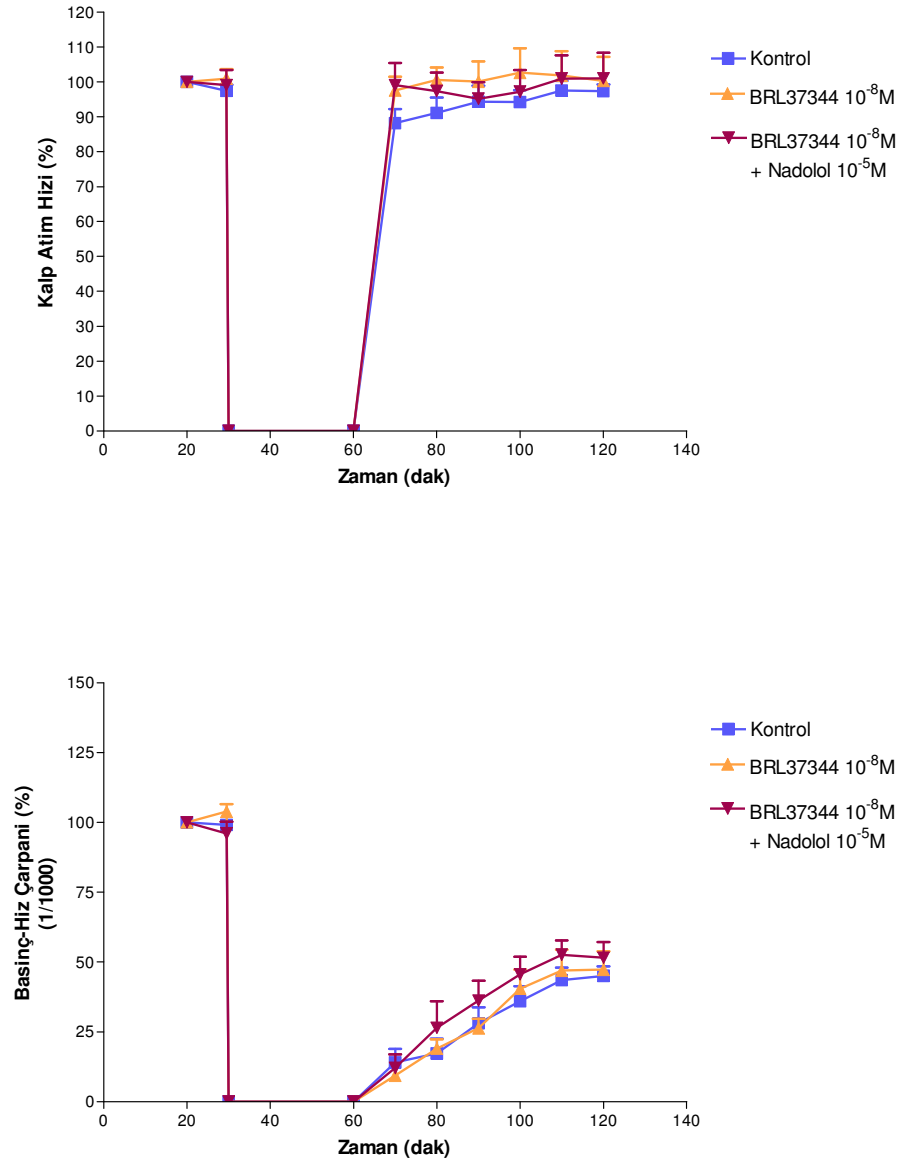 110
100
90
80
70
60
50
40
30
20
10
0
Kalp Atim Hizi (%)
0 20 40 60 80 100 120 140
Zaman (dak)
Kontrol
BRL37344 10⁻⁸M
BRL37344 10⁻⁸M
+ Nadolol 10⁻⁵M
150
125
100
75
50
25
0
Basinç-Hiz Çarpani (%)
(1/1000)
0 20 40 60 80 100 120 140
Zaman (dak)
Kontrol
BRL37344 10⁻⁸M
BRL37344 10⁻⁸M
+ Nadolol 10⁻⁵M